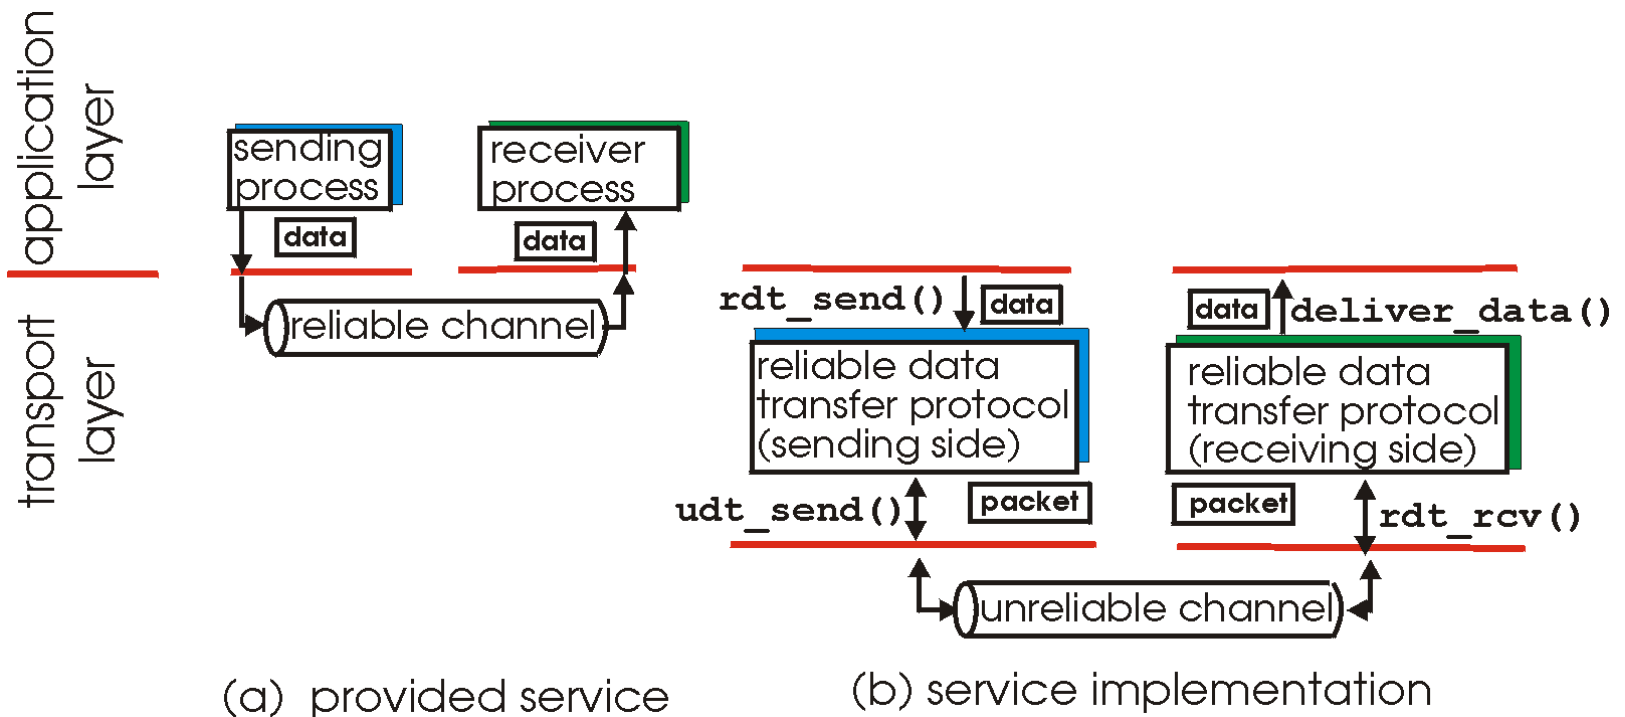 application
layer
transport
layer
sending
process
data
receiver
process
data
reliable channel
(a) provided service
rdt_send()
data
reliable data
transfer protocol
(sending side)
udt_send()
packet
data
deliver_data()
reliable data
transfer protocol
(receiving side)
packet
rdt_rcv()
unreliable channel
(b) service implementation